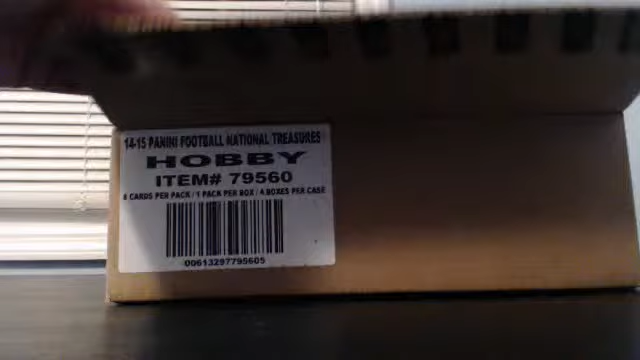 14-15 PANINI FOOTBALL NATIONAL TREASURES
HOBBY
ITEM# 79560
8 CARDS PER PACK / 1 PACK PER BOX / 4 BOXES PER CASE
00613297795605